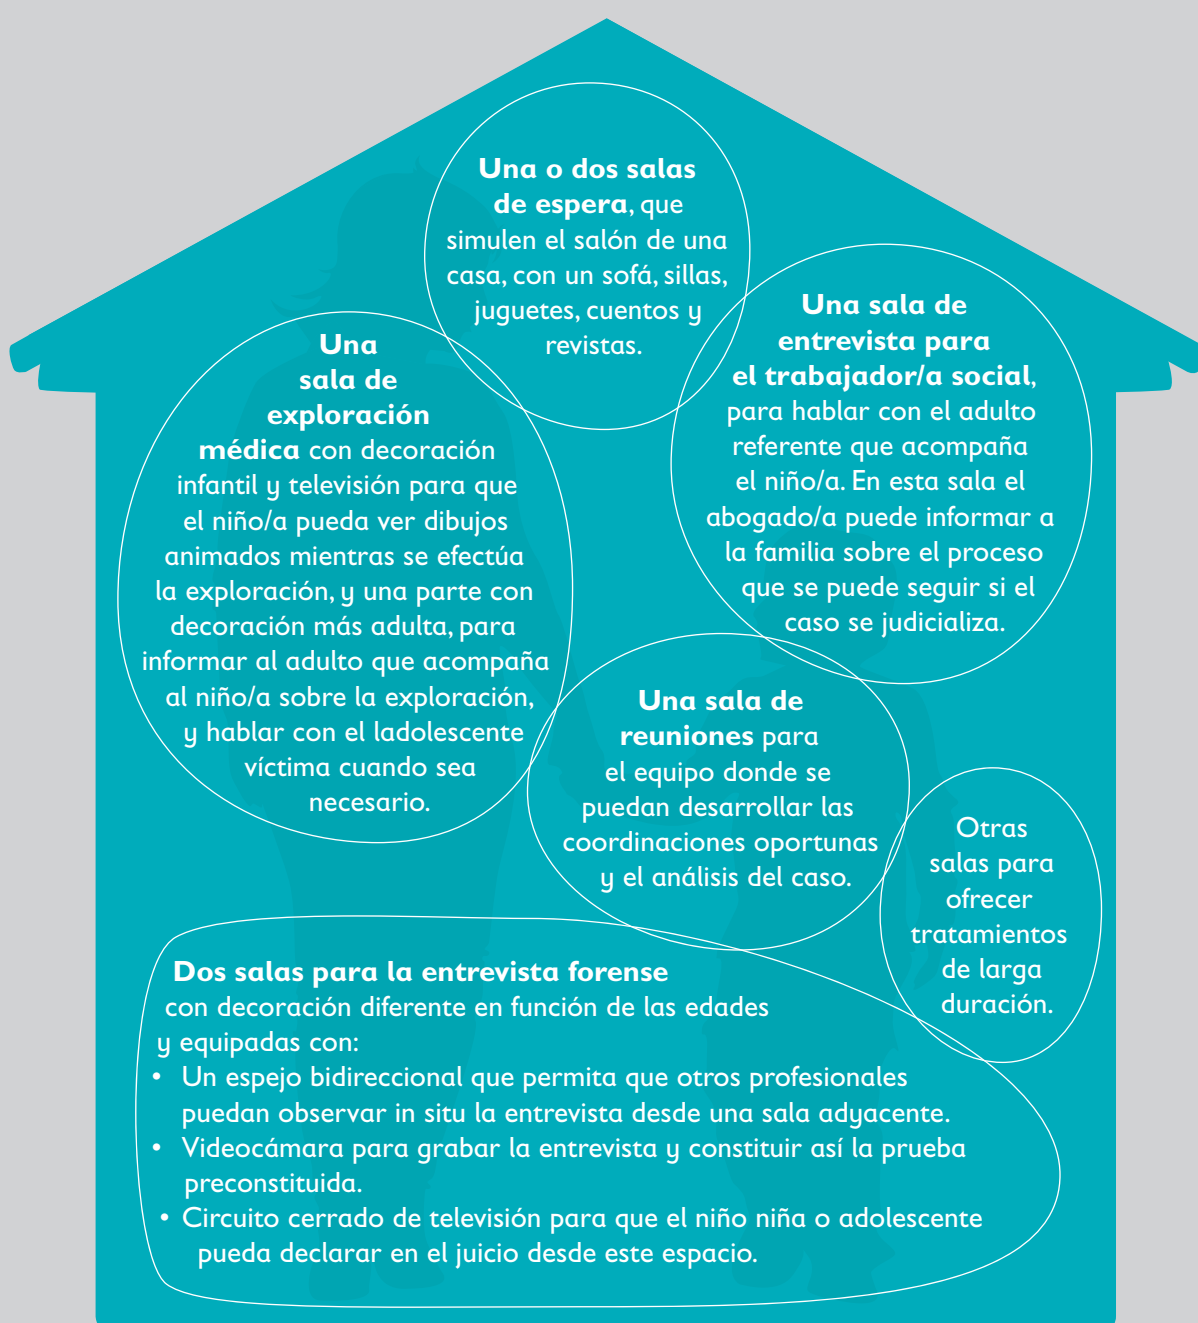 Una o dos salas
de espera, que
simulen el salón de una
casa, con un sofá, sillas,
juguetes, cuentos y
revistas.
Una sala de
entrevista para
el trabajador/a social,
para hablar con el adulto
referente que acompaña
el niño/a. En esta sala el
abogado/a puede informar a
la familia sobre el proceso
que se puede seguir si el
caso se judicializa.
Una
sala de
exploración
médica con decoración
infantil y televisión para que
el niño/a pueda ver dibujos
animados mientras se efectúa
la exploración, y una parte con
decoración más adulta, para
informar al adulto que acompaña
al niño/a sobre la exploración,
y hablar con el ladolescente
víctima cuando sea
necesario.
Una sala de
reuniones para
el equipo donde se
puedan desarrollar las
coordinaciones oportunas
y el análisis del caso.
Otras
salas para
ofrecer
tratamientos
de larga
duración.
Dos salas para la entrevista forense
con decoración diferente en función de las edades
y equipadas con:
• Un espejo bidireccional que permita que otros profesionales
puedan observar in situ la entrevista desde una sala adyacente.
• Videocámara para grabar la entrevista y constituir así la prueba
preconstituida.
• Circuito cerrado de televisión para que el niño niña o adolescente
pueda declarar en el juicio desde este espacio.